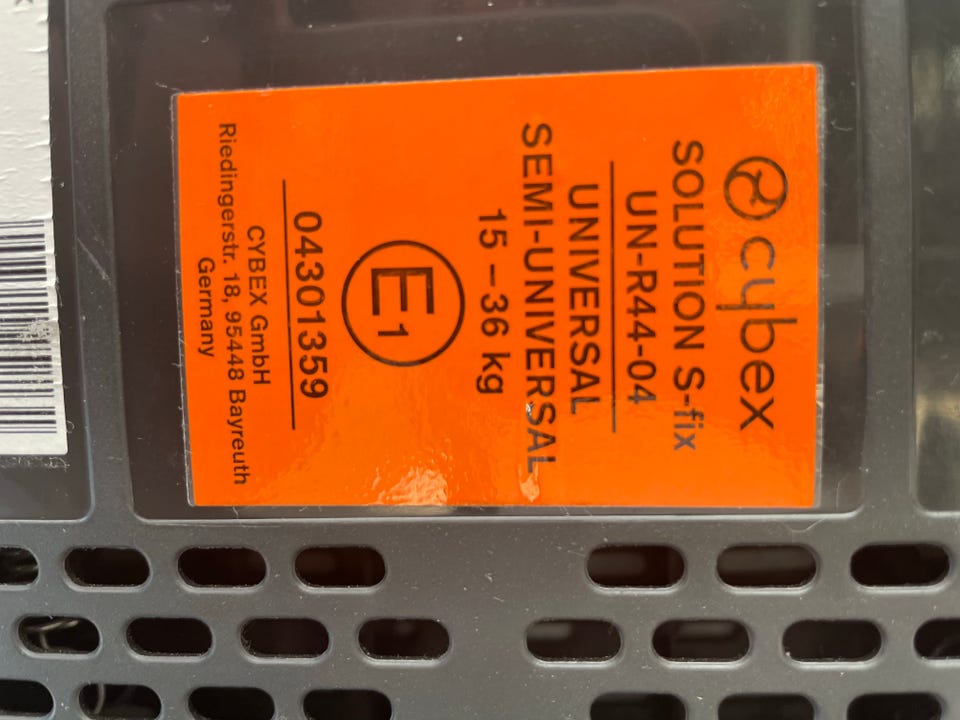 cybex
SOLUTION S-fix
UN-R44-04
UNIVERSAL
SEMI-UNIVERSAL
15 – 36 kg
E1
04301359
CYBEX GmbH
Riedingerstr. 18, 95448 Bayreuth
Germany